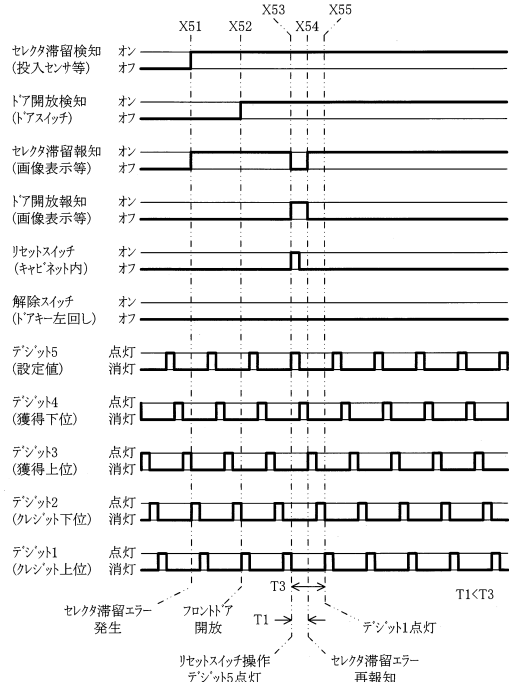 X53 X55
X51 X52 X54
セレクタ滞留検知 オン
(投入センサ等) オフ
ドア開放検知 オン
(ドアスイッチ) オフ
セレクタ滞留報知 オン
(画像表示等) オフ
ドア開放報知 オン
(画像表示等) オフ
リセットスイッチ オン
(キャビネット内) オフ
解除スイッチ オン
(ドアキー左回し) オフ
デジット5 点灯
(設定値) 消灯
デジット4 点灯
(獲得下位) 消灯
デジット3 点灯
(獲得上位) 消灯
デジット2 点灯
(クレジット下位) 消灯
デジット1 点灯
(クレジット上位) 消灯
T3 T1<T3
セレクタ滞留エラー フロントドア
発生 開放 T1 デジット1点灯
リセットスイッチ操作 セレクタ滞留エラー
デジット5点灯 再報知